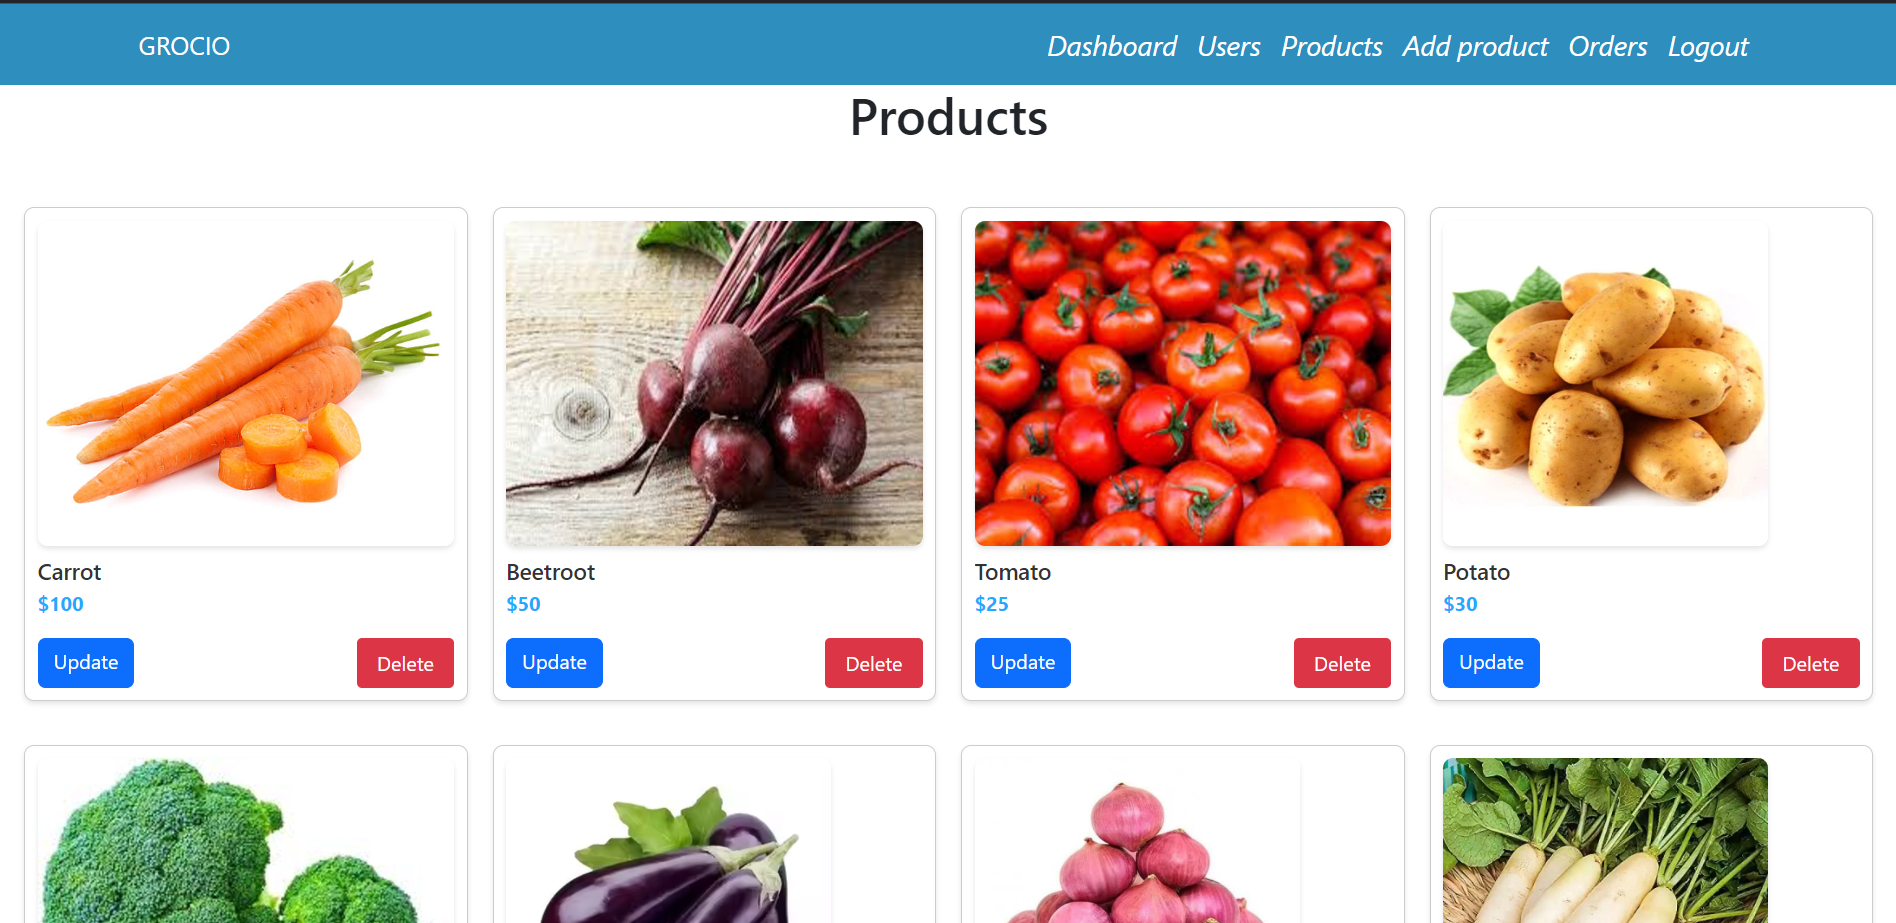 GROCIO
Dashboard Users Products Add product Orders Logout
Products
Carrot
$100
Update Delete
Beetroot
$50
Update Delete
Tomato
$25
Update Delete
Potato
$30
Update Delete